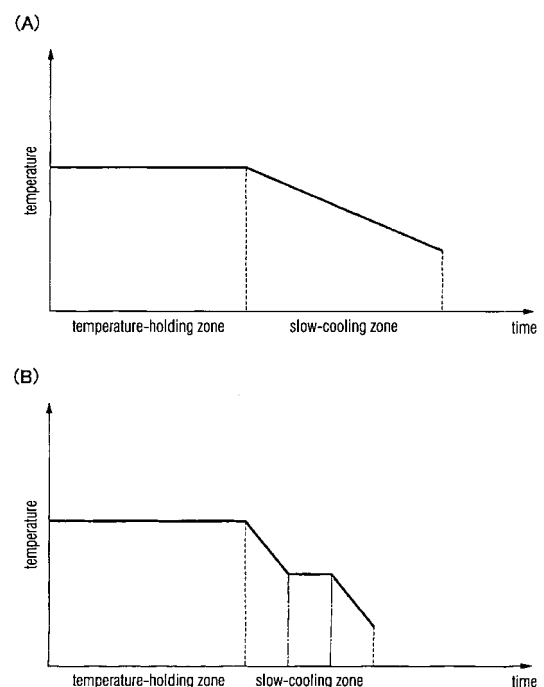 (A)
temperature
temperature-holding zone slow-cooling zone time
(B)
temperature
temperature-holding zone slow-cooling zone time